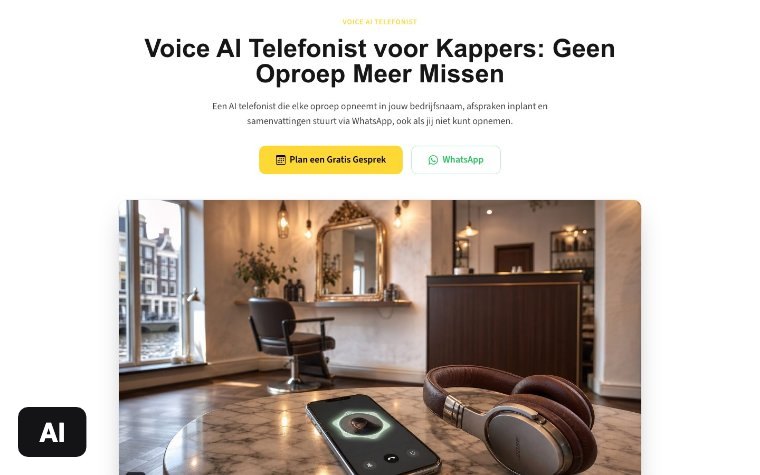 VOICE AI TELEFONIST
Voice AI Telefonist voor Kappers: Geen
Oproep Meer Missen
Een AI telefonist die elke oproep opneemt in jouw bedrijfsnaam, afspraken inplant en
samenvattingen stuurt via WhatsApp, ook als jij niet kunt opnemen.
Plan een Gratis Gesprek
WhatsApp
AI